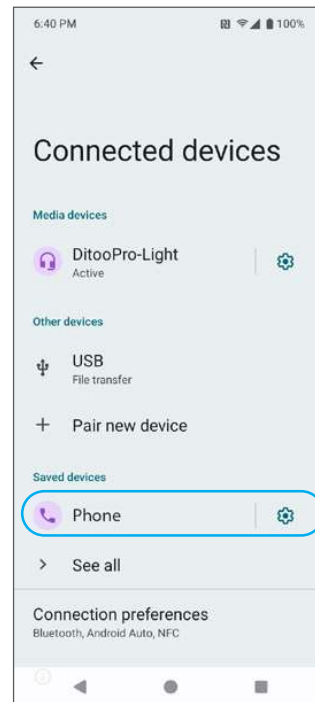 6:40 PM 100%
Connected devices
Media devices
DitooPro-Light
Active
Other devices
USB
File transfer
Pair new device
Saved devices
Phone
See all
Connection preferences
Bluetooth, Android Auto, NFC